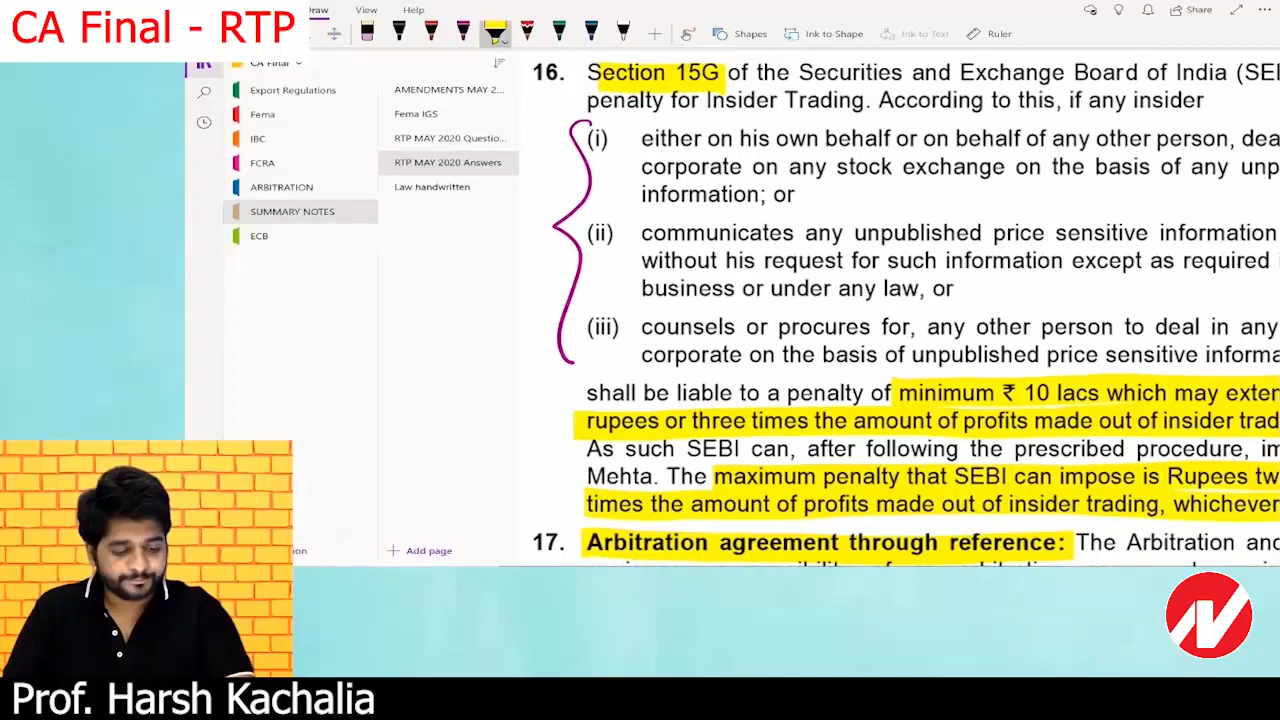 CA Final - RTP
Draw
View
Help
Shapes
Ink to Shape
Ink to Text
Ruler
Share
CA Final
Export Regulations
Fema
IBC
FCRA
ARBITRATION
SUMMARY NOTES
ECB
AMENDMENTS MAY 2...
Fema IGS
RTP MAY 2020 Questio...
RTP MAY 2020 Answers
Law handwritten
Add page
16. Section 15G of the Securities and Exchange Board of India
penalty for Insider Trading. According to this, if any insider
(i) either on his own behalf or on behalf of any other person,
corporate on any stock exchange on the basis of any
information; or
(ii) communicates any unpublished price sensitive information
without his request for such information except as required
business or under any law, or
(iii) counsels or procures for, any other person to deal in any
corporate on the basis of unpublished price sensitive
shall be liable to a penalty of minimum ₹ 10 lacs which may
rupees or three times the amount of profits made out of insider
As such SEBI can, after following the prescribed procedure,
Mehta. The maximum penalty that SEBI can impose is Rupees
times the amount of profits made out of insider trading, whichever
17. Arbitration agreement through reference: The Arbitration and
Prof. Harsh Kachalia